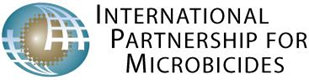 INTERNATIONAL
PARTNERSHIP FOR
MICROBICIDES